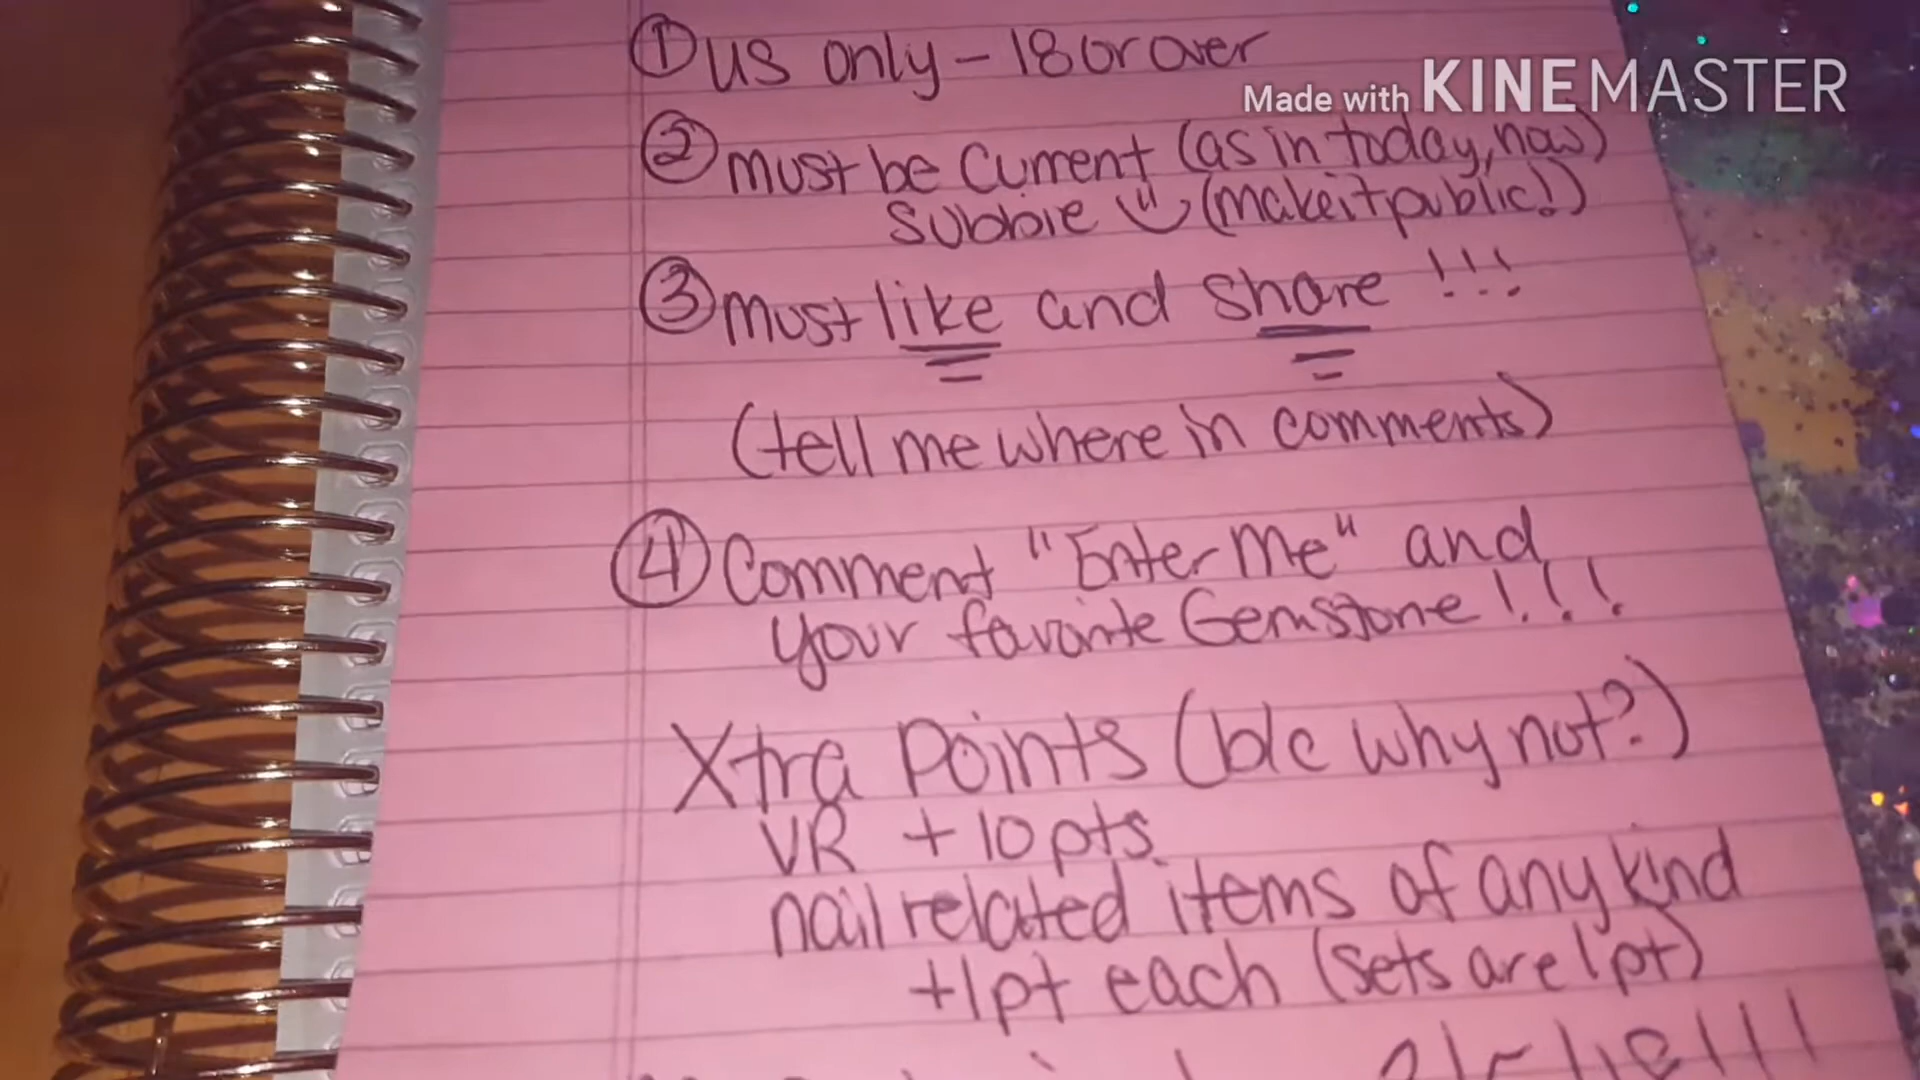 ① US only - 18 or over
Made with KINEMASTER
② must be Current (as in today, now)
Subbie (make it public!)
③ must like and share !!!
(tell me where in comments)
④ Comment "Enter Me" and
your favorite Gemstone!!!
Xtra Points (b/c why not?)
VR + 10 pts.
nail related items of any kind
+1pt each (sets are 1 pt)